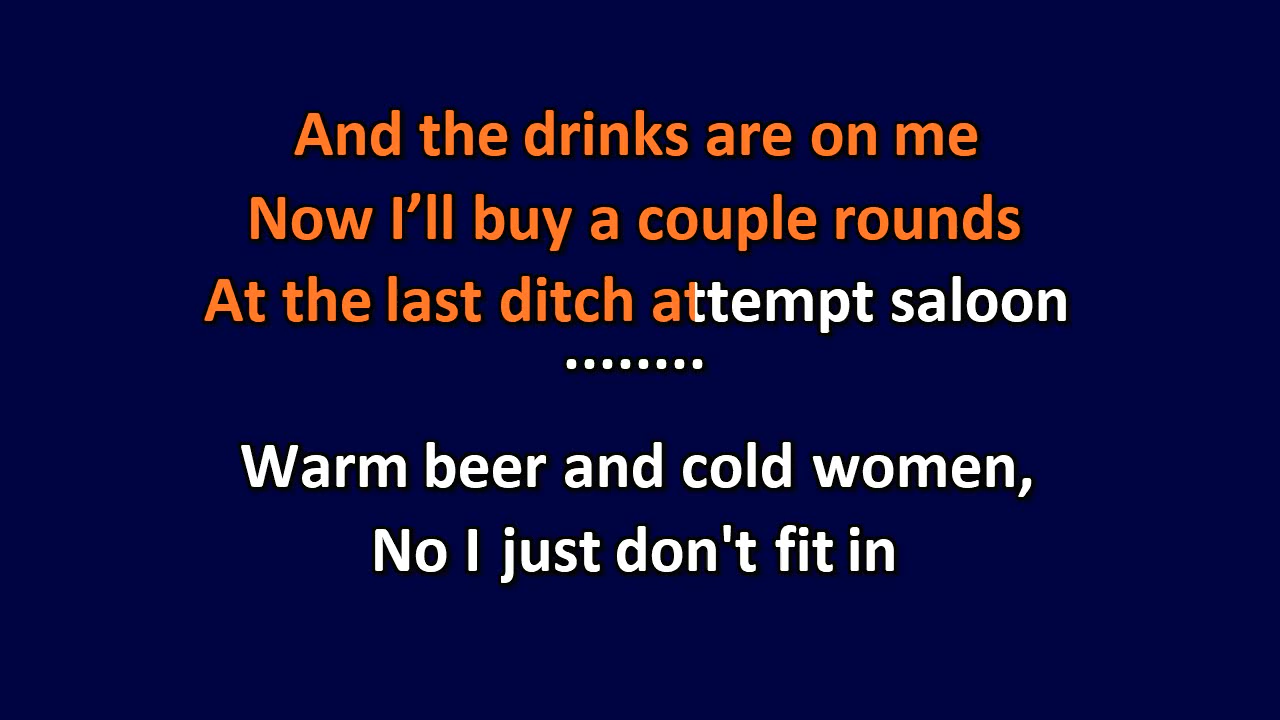 And the drinks are on me
Now I’ll buy a couple rounds
At the last ditch attempt saloon
........
Warm beer and cold women,
No I just don't fit in